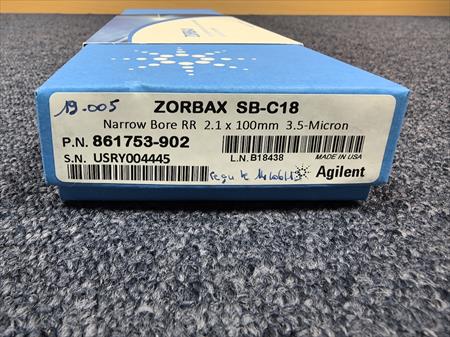 19.005
ZORBAX SB-C18
Narrow Bore RR 2.1 x 100mm 3.5-Micron
P.N. 861753-902
S.N. USRY004445
L.N. B18438
MADE IN USA
Agilent